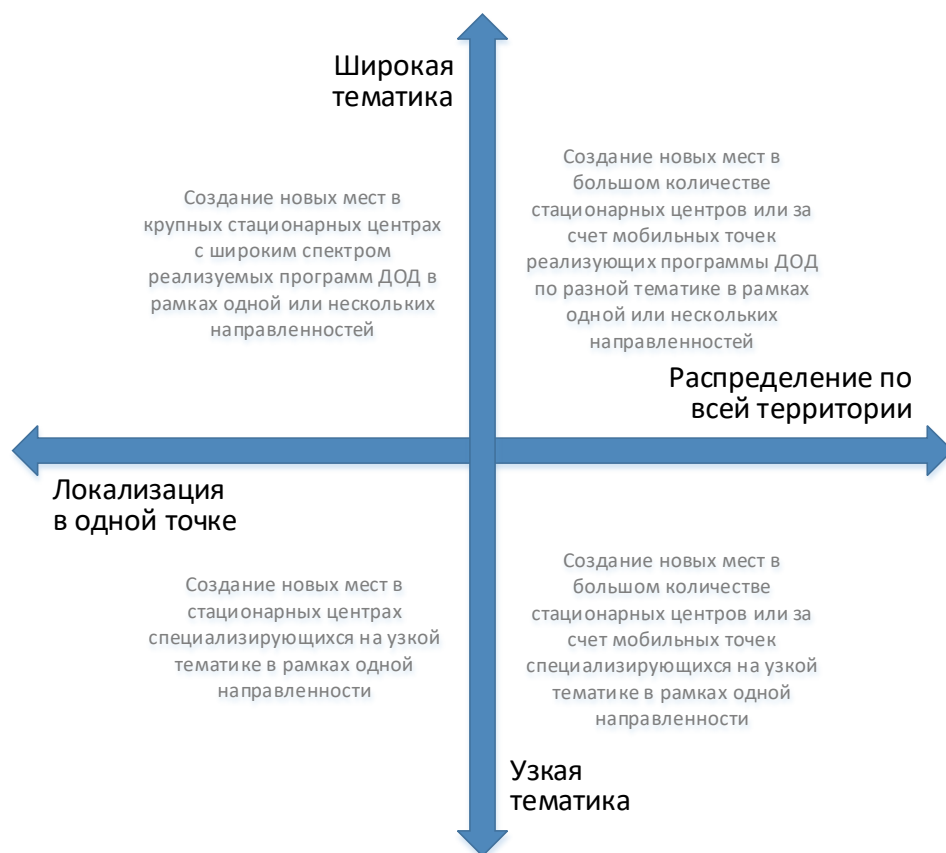 Широкая
тематика
Создание новых мест в
крупных стационарных центрах
с широким спектром
реализуемых программ ДОД в
рамках одной или нескольких
направленностей
Создание новых мест в
большом количестве
стационарных центров или за
счет мобильных точек
реализующих программы ДОД
по разной тематике в рамках
одной или нескольких
направленностей
Распределение по
всей территории
Локализация
в одной точке
Создание новых мест в
стационарных центрах
специализирующихся на узкой
тематике в рамках одной
направленности
Создание новых мест в
большом количестве
стационарных центров или за
счет мобильных точек
специализирующихся на узкой
тематике в рамках одной
направленности
Узкая
тематика